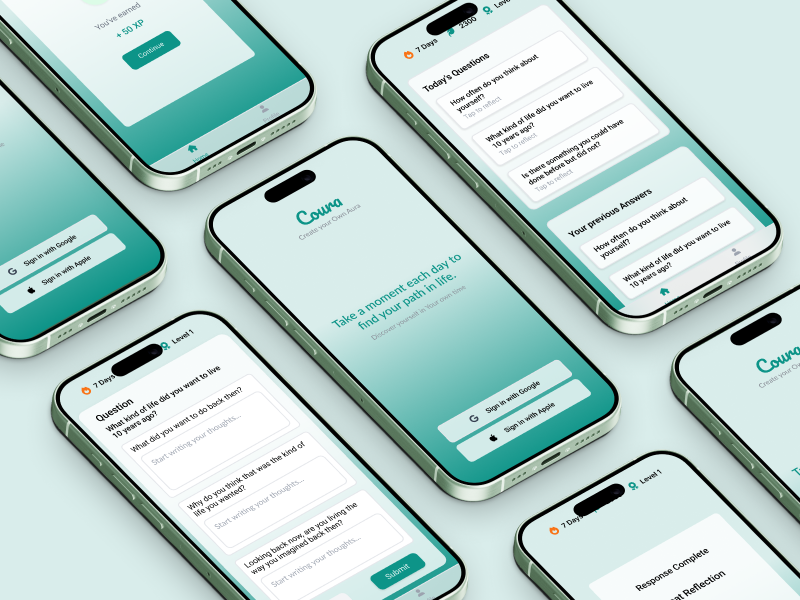 You've earned
+ 50 XP
Continue
Sign in with Google
Sign in with Apple
7 Days
2300
Level
Today's Questions
How often do you think about
yourself?
Tap to reflect
What kind of life did you want to live
10 years ago?
Tap to reflect
Is there something you could have
done before but did not?
Tap to reflect
Your previous Answers
How often do you think about
yourself?
What kind of life did you want to live
10 years ago?
Coura
Create your Own Aura
Take a moment each day to
find your path in life.
Discover yourself in Your own time
Sign in with Google
Sign in with Apple
7 Days
Level 1
Question
What kind of life did you want to live
10 years ago?
What did you want to do back then?
Start writing your thoughts...
Why do you think that was the kind of
life you wanted?
Start writing your thoughts...
Looking back now, are you living the
way you imagined back then?
Start writing your thoughts...
Submit
Coura
Create your Ow
Ta
7 Days
Level 1
Response Complete
at Reflection